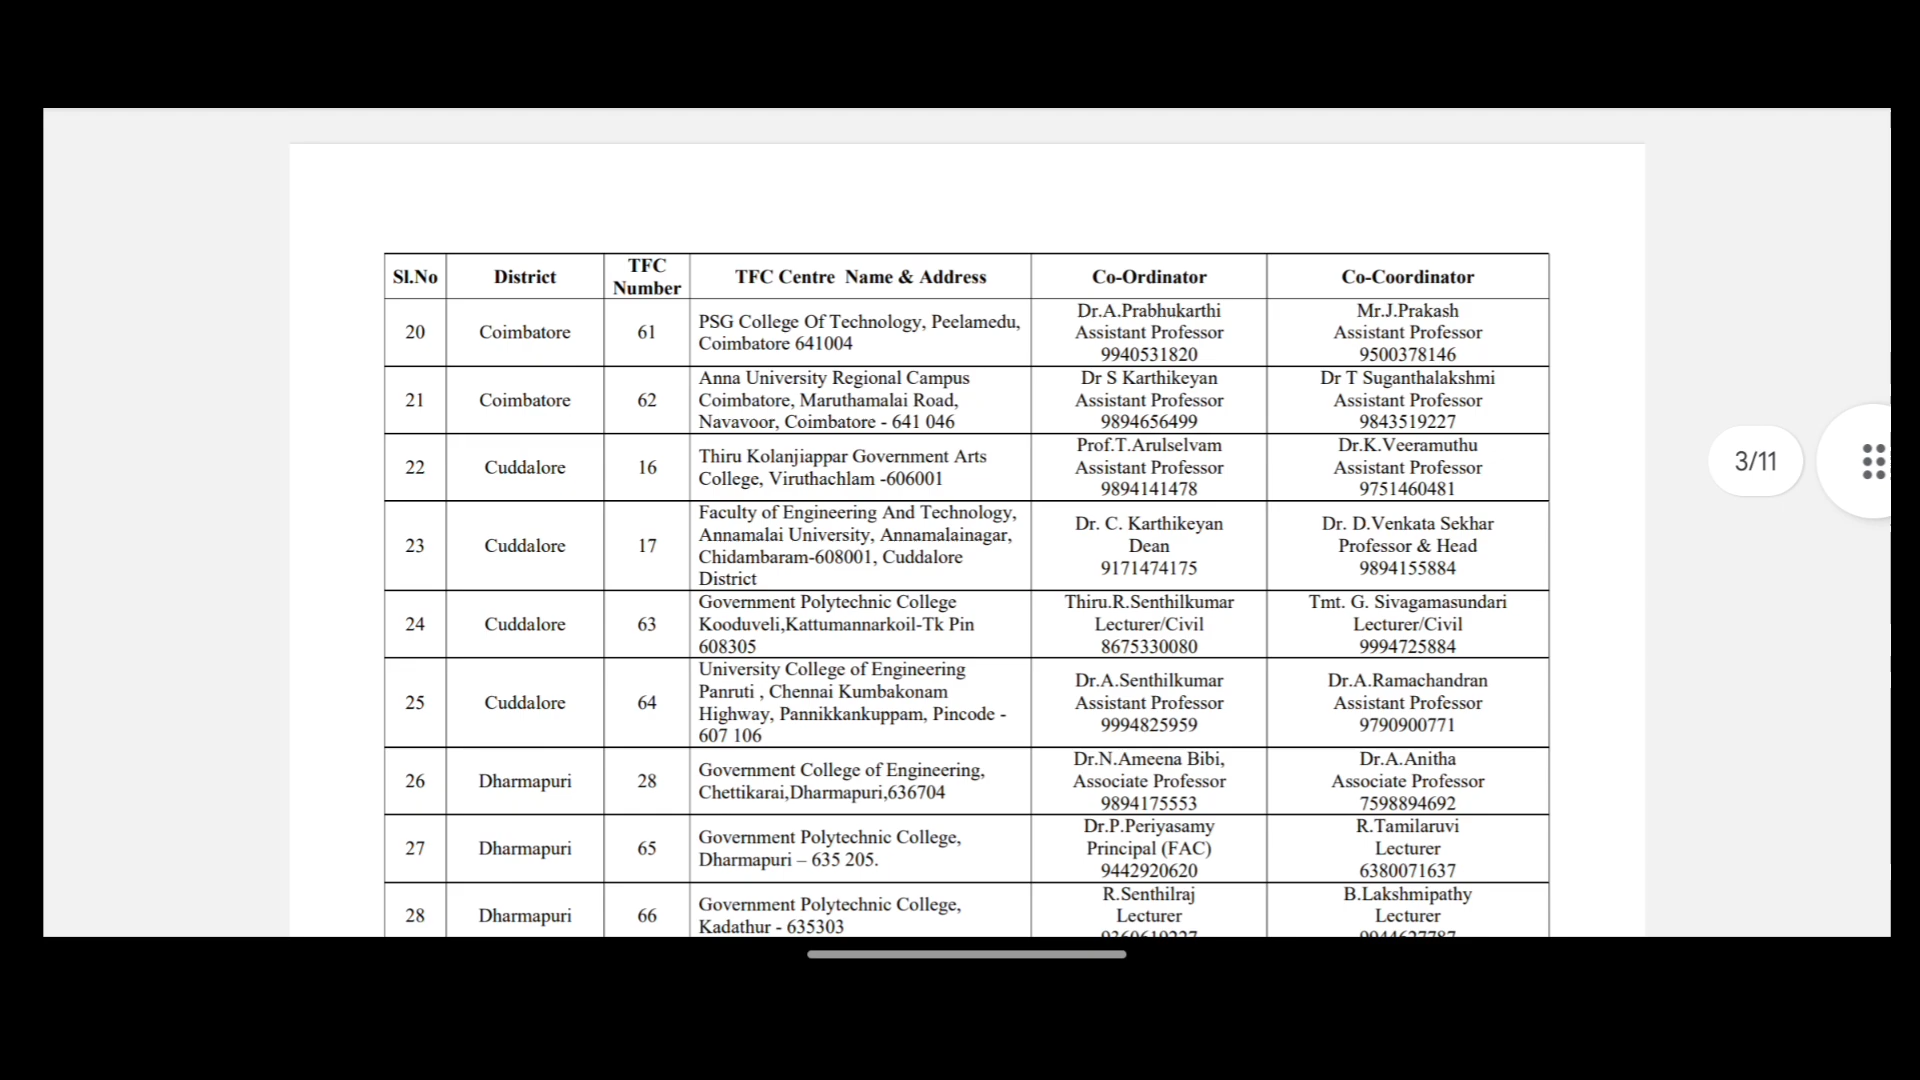 Sl.No District TFC Number TFC Centre Name & Address Co-Ordinator Co-Coordinator
20 Coimbatore 61 PSG College Of Technology, Peelamedu, Coimbatore 641004 Dr.A.Prabhukarthi Assistant Professor 9940531820 Mr.J.Prakash Assistant Professor 9500378146
21 Coimbatore 62 Anna University Regional Campus Coimbatore, Maruthamalai Road, Navavoor, Coimbatore - 641 046 Dr S Karthikeyan Assistant Professor 9894656499 Dr T Suganthalakshmi Assistant Professor 9843519227
22 Cuddalore 16 Thiru Kolanjiappar Government Arts College, Viruthachlam -606001 Prof.T.Arulselvam Assistant Professor 9894141478 Dr.K.Veeramuthu Assistant Professor 9751460481
23 Cuddalore 17 Faculty of Engineering And Technology, Annamalai University, Annamalainagar, Chidambaram-608001, Cuddalore District Dr. C. Karthikeyan Dean 9171474175 Dr. D.Venkata Sekhar Professor & Head 9894155884
24 Cuddalore 63 Government Polytechnic College Kooduveli,Kattumannarkoil-Tk Pin 608305 Thiru.R.Senthilkumar Lecturer/Civil 8675330080 Tmt. G. Sivagamasundari Lecturer/Civil 9994725884
25 Cuddalore 64 University College of Engineering Panruti , Chennai Kumbakonam Highway, Pannikkankuppam, Pincode - 607 106 Dr.A.Senthilkumar Assistant Professor 9994825959 Dr.A.Ramachandran Assistant Professor 9790900771
26 Dharmapuri 28 Government College of Engineering, Chettikarai,Dharmapuri,636704 Dr.N.Ameena Bibi, Associate Professor 9894175553 Dr.A.Anitha Associate Professor 7598894692
27 Dharmapuri 65 Government Polytechnic College, Dharmapuri – 635 205. Dr.P.Periyasamy Principal (FAC) 9442920620 R.Tamilaruvi Lecturer 6380071637
28 Dharmapuri 66 Government Polytechnic College, Kadathur - 635303 R.Senthilraj Lecturer B.Lakshmipathy Lecturer
3/11